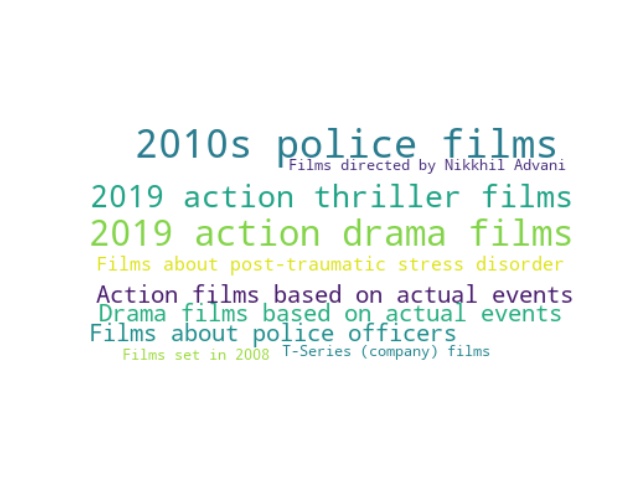 2010s police films
Films directed by Nikkhil Advani
2019 action thriller films
2019 action drama films
Films about post-traumatic stress disorder
Action films based on actual events
Drama films based on actual events
Films about police officers
T-Series (company) films
Films set in 2008